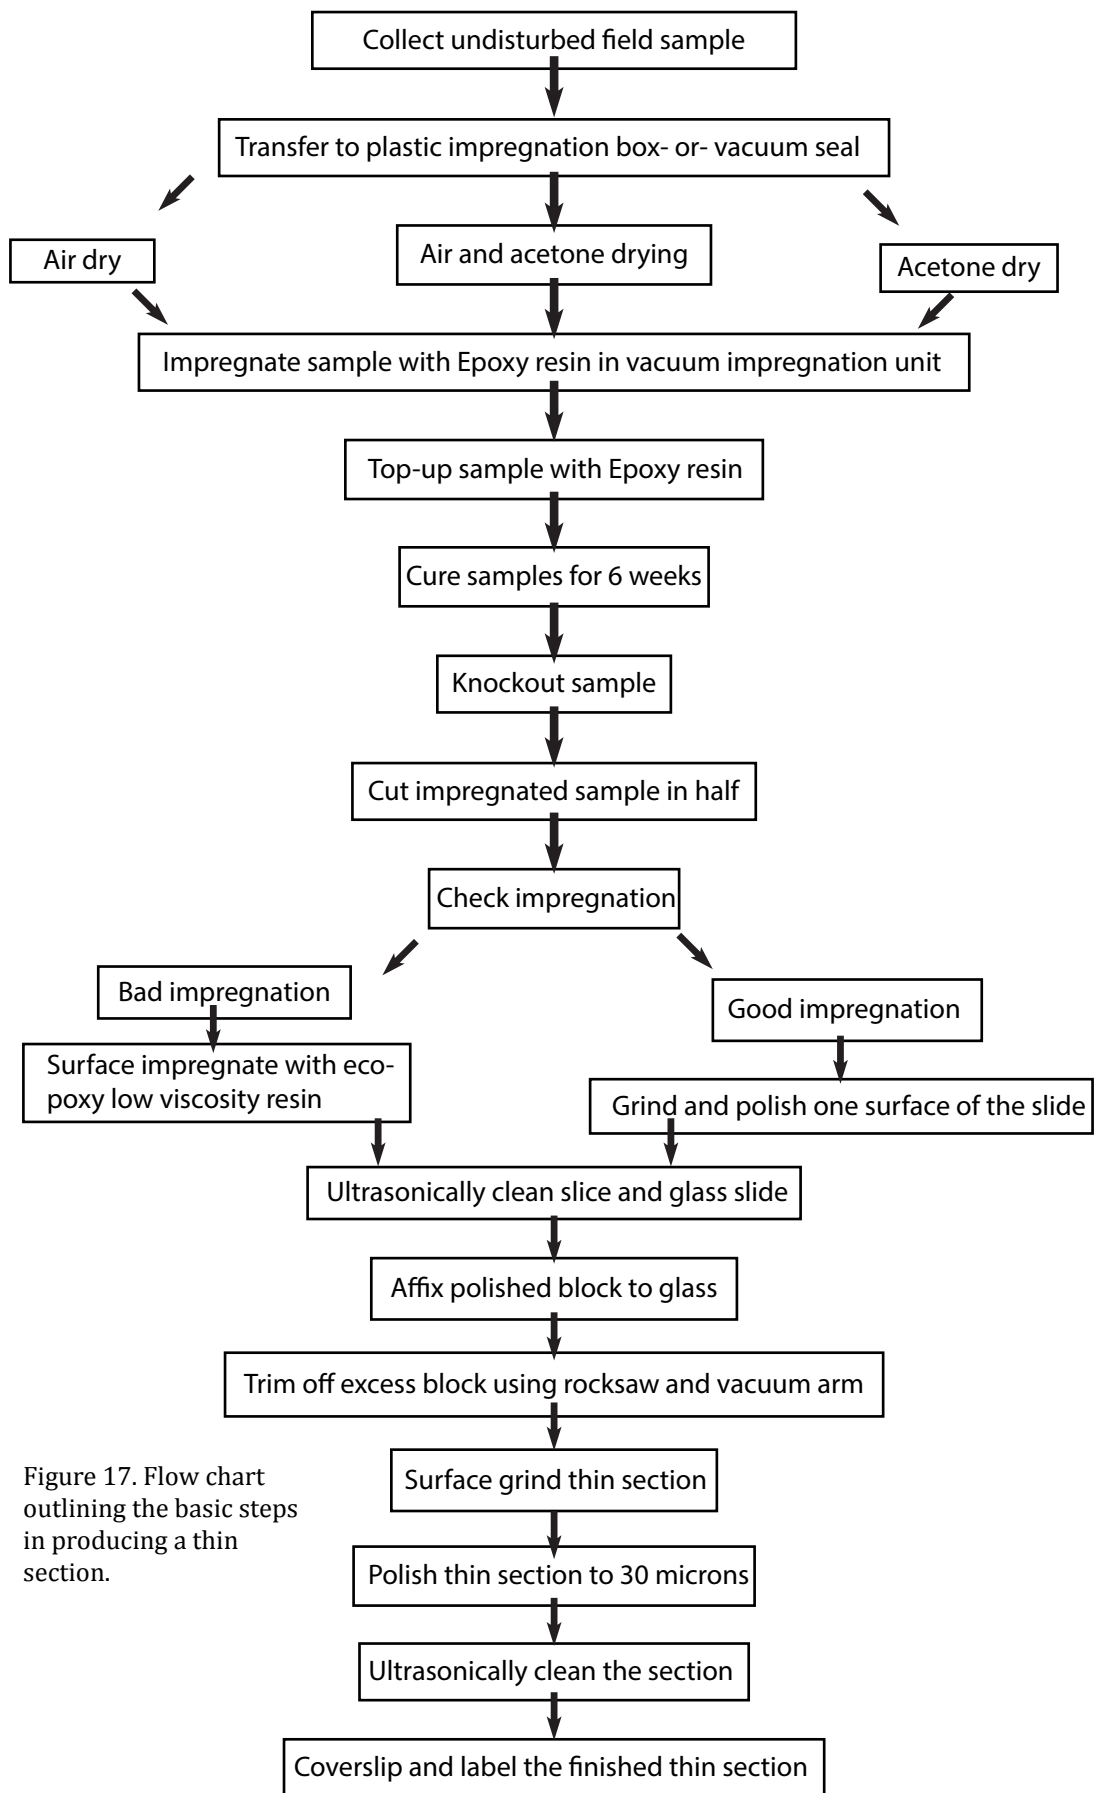 Collect undisturbed field sample
Transfer to plastic impregnation box- or- vacuum seal
Air dry
Air and acetone drying
Acetone dry
Impregnate sample with Epoxy resin in vacuum impregnation unit
Top-up sample with Epoxy resin
Cure samples for 6 weeks
Knockout sample
Cut impregnated sample in half
Check impregnation
Bad impregnation
Good impregnation
Surface impregnate with eco-
poxy low viscosity resin
Grind and polish one surface of the slide
Ultrasonically clean slice and glass slide
Affix polished block to glass
Trim off excess block using rocksaw and vacuum arm
Surface grind thin section
Polish thin section to 30 microns
Ultrasonically clean the section
Coverslip and label the finished thin section
Figure 17. Flow chart
outlining the basic steps
in producing a thin
section.